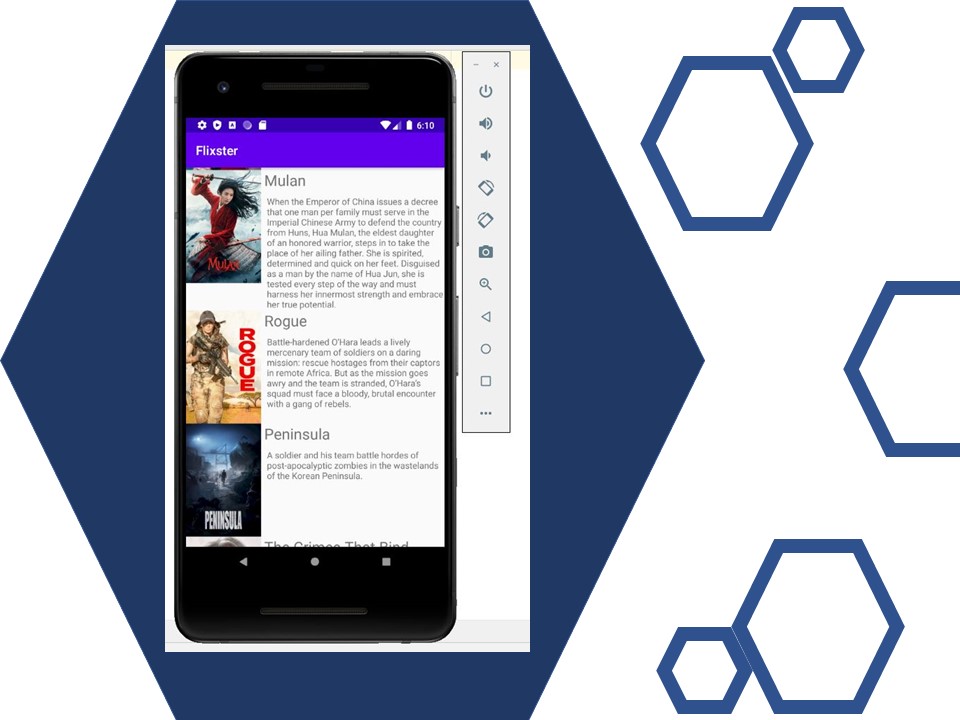 6:10
Flixster
Mulan
When the Emperor of China issues a decree
that one man per family must serve in the
Imperial Chinese Army to defend the country
from Huns, Hua Mulan, the eldest daughter
of an honored warrior, steps in to take the
place of her ailing father. She is spirited,
determined and quick on her feet. Disguised
as a man by the name of Hua Jun, she is
tested every step of the way and must
harness her innermost strength and embrace
her true potential.
MULAN
Rogue
Battle-hardened O'Hara leads a lively
mercenary team of soldiers on a daring
mission: rescue hostages from their captors
in remote Africa. But as the mission goes
awry and the team is stranded, O'Hara's
squad must face a bloody, brutal encounter
with a gang of rebels.
ROGUE
Peninsula
A soldier and his team battle hordes of
post-apocalyptic zombies in the wastelands
of the Korean Peninsula.
PENINSULA
The Crimes That Bind